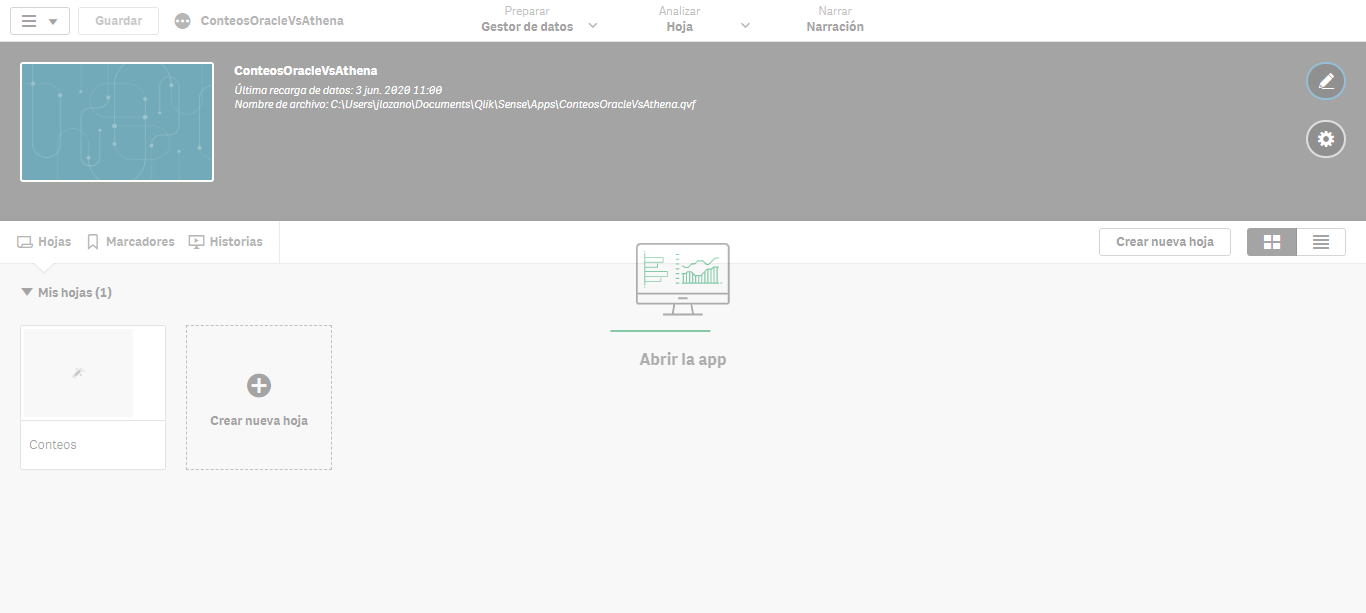 Guardar
ConteosOracleVsAthena
Preparar
Gestor de datos
Analizar
Hoja
Narrar
Narración
ConteosOracleVsAthena
Última recarga de datos: 3 jun. 2020 11:00
Nombre de archivo: C:\Users\jlozano\Documents\Qlik\Sense\Apps\ConteosOracleVsAthena.qvf
Hojas
Marcadores
Historias
Crear nueva hoja
Mis hojas (1)
Abrir la app
Crear nueva hoja
Conteos